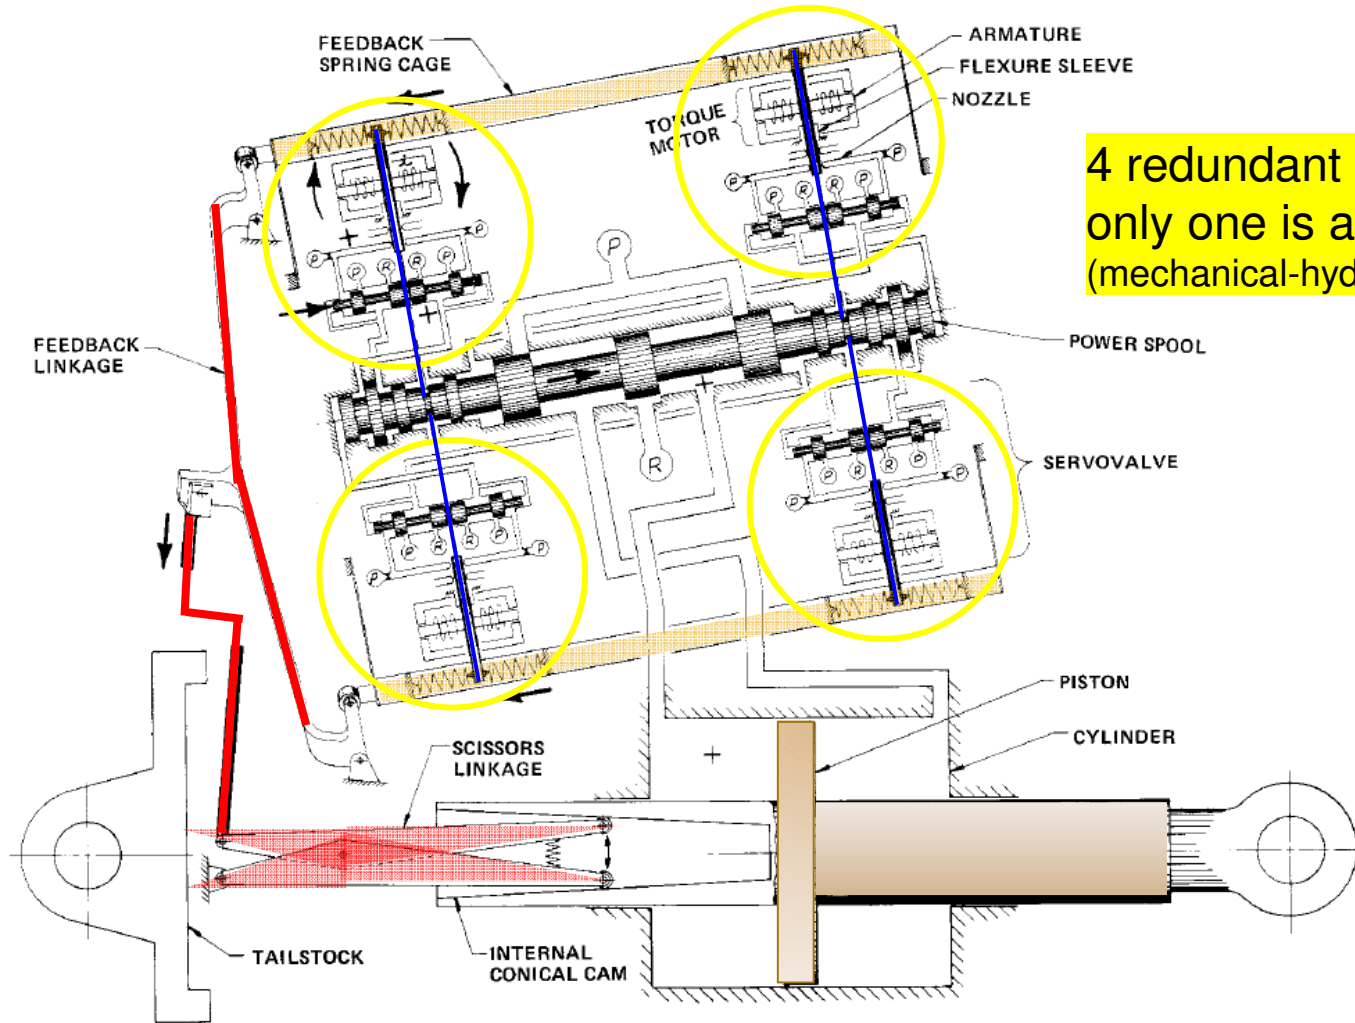 FEEDBACK
SPRING CAGE
ARMATURE
FLEXURE SLEEVE
NOZZLE
TORQUE
MOTOR
4 redundant
only one is a
(mechanical-hyd
P
P
P
R
R
P
P
P
P
R
R
P
P
P
FEEDBACK
LINKAGE
POWER SPOOL
R
SERVOVALVE
P
R
R
P
P
P
P
R
R
P
P
P
SCISSORS
LINKAGE
PISTON
CYLINDER
TAILSTOCK
INTERNAL
CONICAL CAM